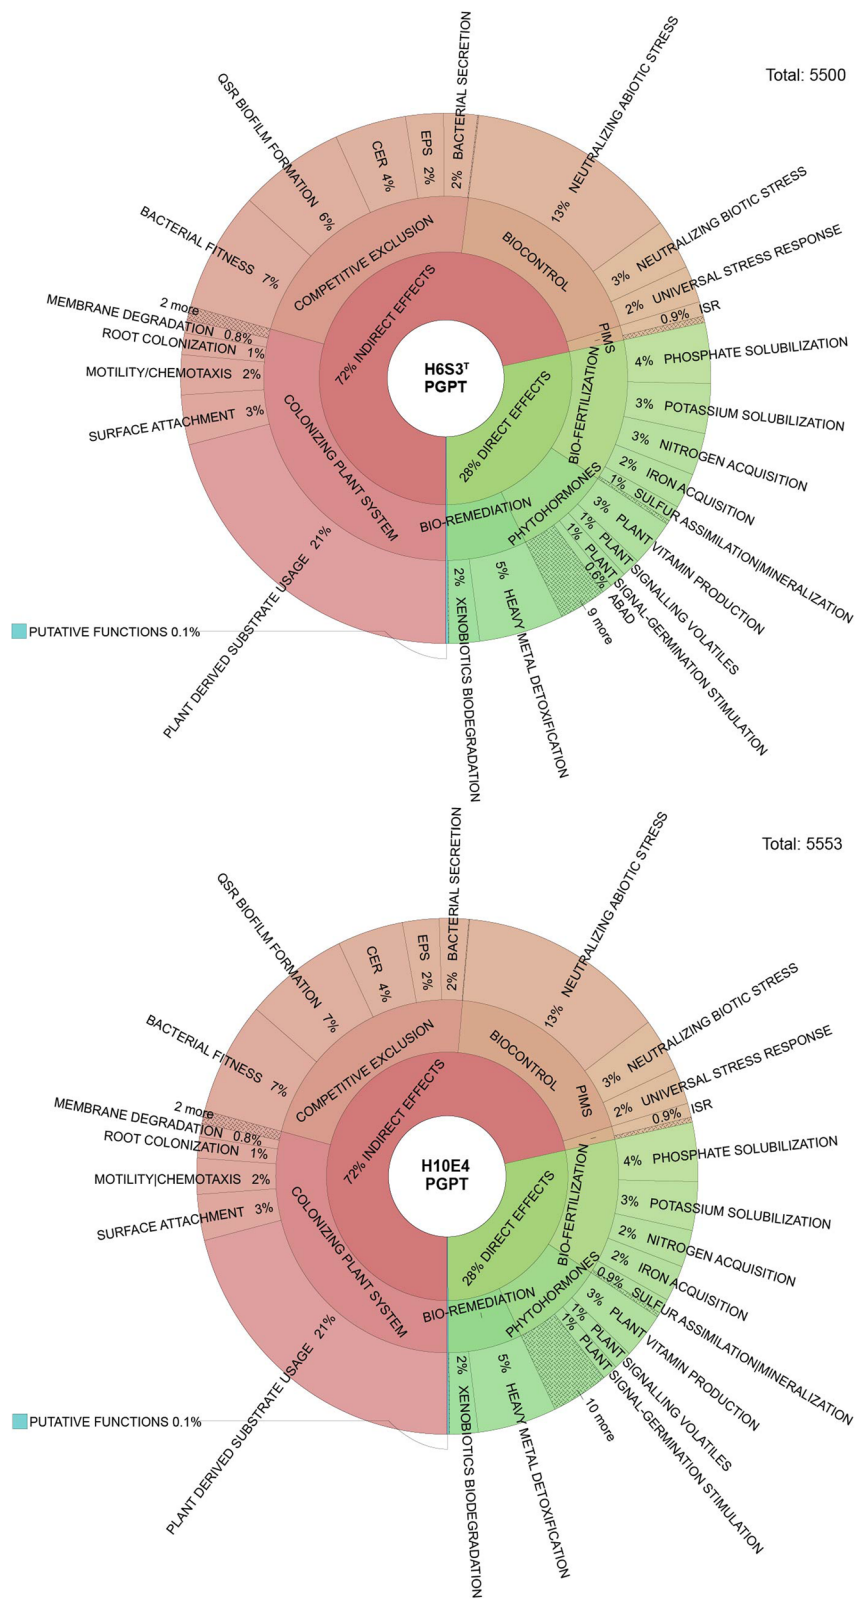 Total: 5500
H6S3ᵀ
PGPT
72% INDIRECT EFFECTS
28% DIRECT EFFECTS
COMPETITIVE EXCLUSION
BIOCONTROL
PIMS
BIO-FERTILIZATION
PHYTOHORMONES
BIO-REMEDIATION
COLONIZING PLANT SYSTEM
2% BACTERIAL SECRETION
13% NEUTRALIZING ABIOTIC STRESS
3% NEUTRALIZING BIOTIC STRESS
2% UNIVERSAL STRESS RESPONSE
0.9% ISR
4% PHOSPHATE SOLUBILIZATION
3% POTASSIUM SOLUBILIZATION
3% NITROGEN ACQUISITION
2% IRON ACQUISITION
1% SULFUR ASSIMILATION|MINERALIZATION
3% PLANT VITAMIN PRODUCTION
1% PLANT SIGNALLING VOLATILES
1% PLANT SIGNAL-GERMINATION STIMULATION
0.6% ABAD
9 more
5% HEAVY METAL DETOXIFICATION
2% XENOBIOTICS BIODEGRADATION
PUTATIVE FUNCTIONS 0.1%
PLANT DERIVED SUBSTRATE USAGE 21%
SURFACE ATTACHMENT 3%
MOTILITY/CHEMOTAXIS 2%
ROOT COLONIZATION 1%
MEMBRANE DEGRADATION 0.8%
2 more
BACTERIAL FITNESS 7%
QSR BIOFILM FORMATION 6%
CER 4%
EPS 2%
Total: 5553
H10E4
PGPT
72% INDIRECT EFFECTS
28% DIRECT EFFECTS
COMPETITIVE EXCLUSION
BIOCONTROL
PIMS
BIO-FERTILIZATION
PHYTOHORMONES
BIO-REMEDIATION
COLONIZING PLANT SYSTEM
2% BACTERIAL SECRETION
13% NEUTRALIZING ABIOTIC STRESS
3% NEUTRALIZING BIOTIC STRESS
2% UNIVERSAL STRESS RESPONSE
0.9% ISR
4% PHOSPHATE SOLUBILIZATION
3% POTASSIUM SOLUBILIZATION
2% NITROGEN ACQUISITION
2% IRON ACQUISITION
0.9% SULFUR ASSIMILATION|MINERALIZATION
3% PLANT VITAMIN PRODUCTION
1% PLANT SIGNALLING VOLATILES
1% PLANT SIGNAL-GERMINATION STIMULATION
10 more
5% HEAVY METAL DETOXIFICATION
2% XENOBIOTICS BIODEGRADATION
PUTATIVE FUNCTIONS 0.1%
PLANT DERIVED SUBSTRATE USAGE 21%
SURFACE ATTACHMENT 3%
MOTILITY|CHEMOTAXIS 2%
ROOT COLONIZATION 1%
MEMBRANE DEGRADATION 0.8%
2 more
BACTERIAL FITNESS 7%
QSR BIOFILM FORMATION 7%
CER 4%
EPS 2%